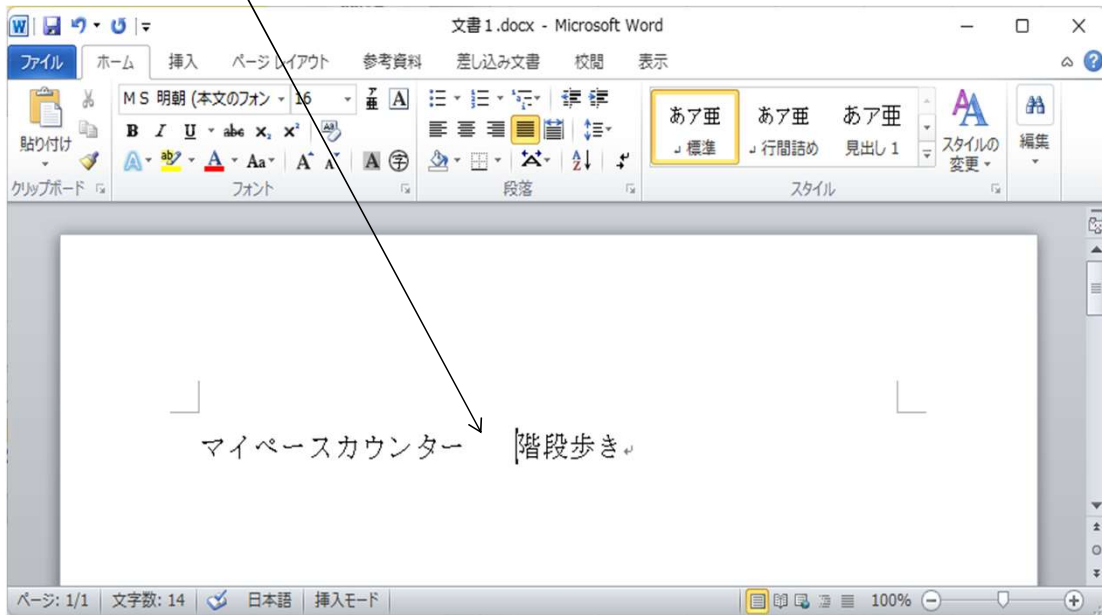 文書1.docx - Microsoft Word
ファイル ホーム 挿入 ページ レイアウト 参考資料 差し込み文書 校閲 表示
貼り付け
クリップボード
MS 明朝 (本文のフォン 16
B I U abc x₂ x²
Aa
フォント
段落
あア亜 あア亜 あア亜
↲標準 ↲行間詰め 見出し 1
スタイルの
変更
スタイル
編集
マイペースカウンター 階段歩き↵
ページ: 1/1 文字数: 14 日本語 挿入モード 100%